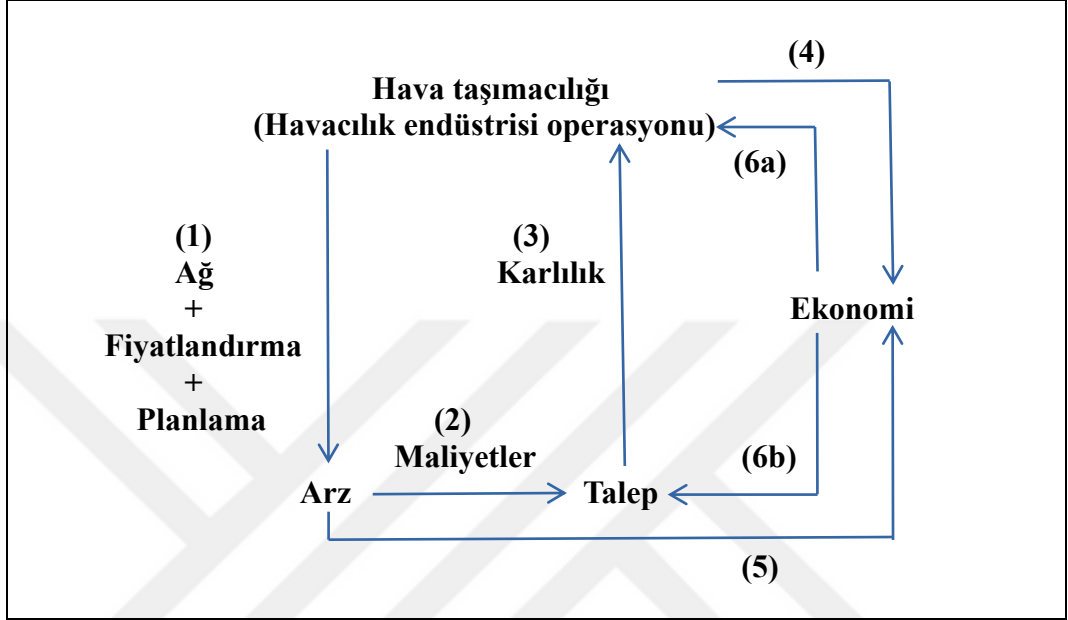 (4)
Hava taşımacılığı
(Havacılık endüstrisi operasyonu)
(6a)
(1)
Ağ
+
Fiyatlandırma
+
Planlama
(3)
Karlılık
Ekonomi
(2)
Maliyetler
(6b)
Arz
Talep
(5)